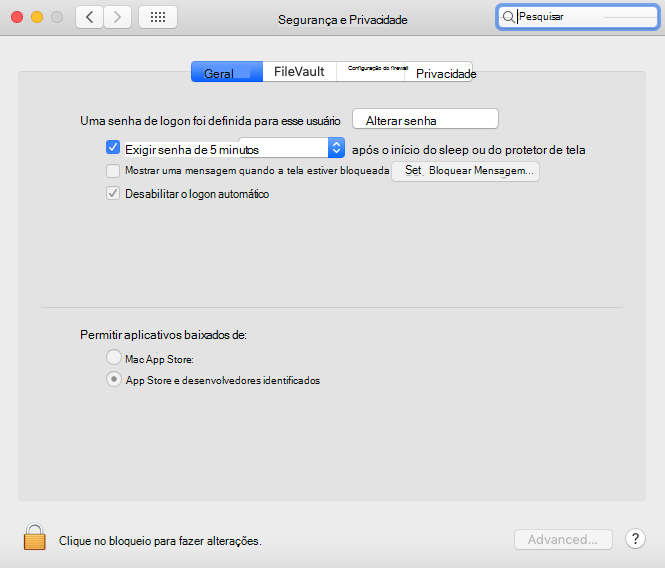 Segurança e Privacidade
Pesquisar
Geral FileVault Configuração do firewall Privacidade
Uma senha de logon foi definida para esse usuário Alterar senha
Exigir senha de 5 minutos após o início do sleep ou do protetor de tela
Mostrar uma mensagem quando a tela estiver bloqueada Set Bloquear Mensagem...
Desabilitar o logon automático
Permitir aplicativos baixados de:
Mac App Store:
App Store e desenvolvedores identificados
Clique no bloqueio para fazer alterações.
Advanced... ?